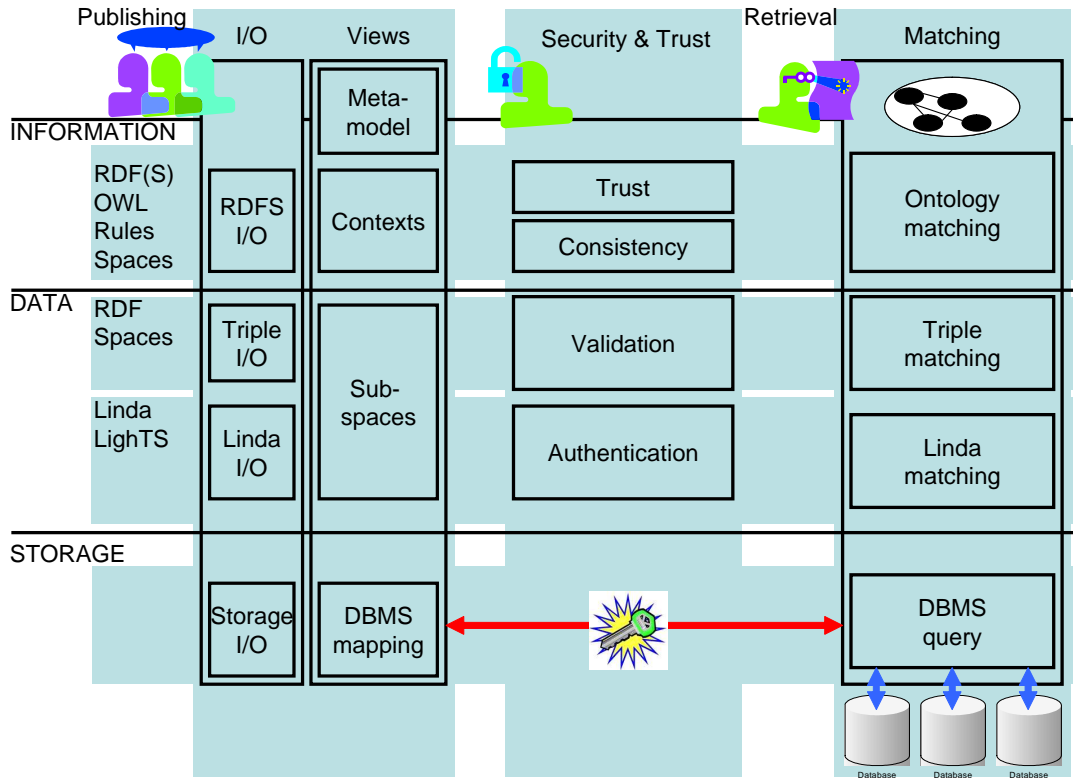 Publishing
Retrieval
I/O
Views
Security & Trust
Matching
Meta-
model
INFORMATION
RDF(S)
OWL
Rules
Spaces
RDFS
I/O
Contexts
Trust
Consistency
Ontology
matching
DATA
RDF
Spaces
Triple
I/O
Sub-
spaces
Validation
Triple
matching
Linda
LighTS
Linda
I/O
Authentication
Linda
matching
STORAGE
Storage
I/O
DBMS
mapping
DBMS
query
Database
Database
Database